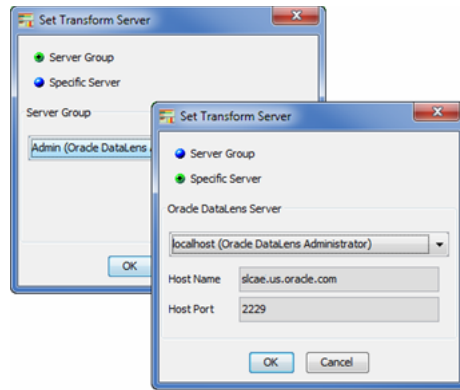 Set Transform Server
Server Group
Specific Server
Server Group
Admin (Oracle DataLens
OK
Set Transform Server
Server Group
Specific Server
Oracle DataLens Server
localhost (Oracle DataLens Administrator)
Host Name slcae.us.oracle.com
Host Port 2229
OK Cancel